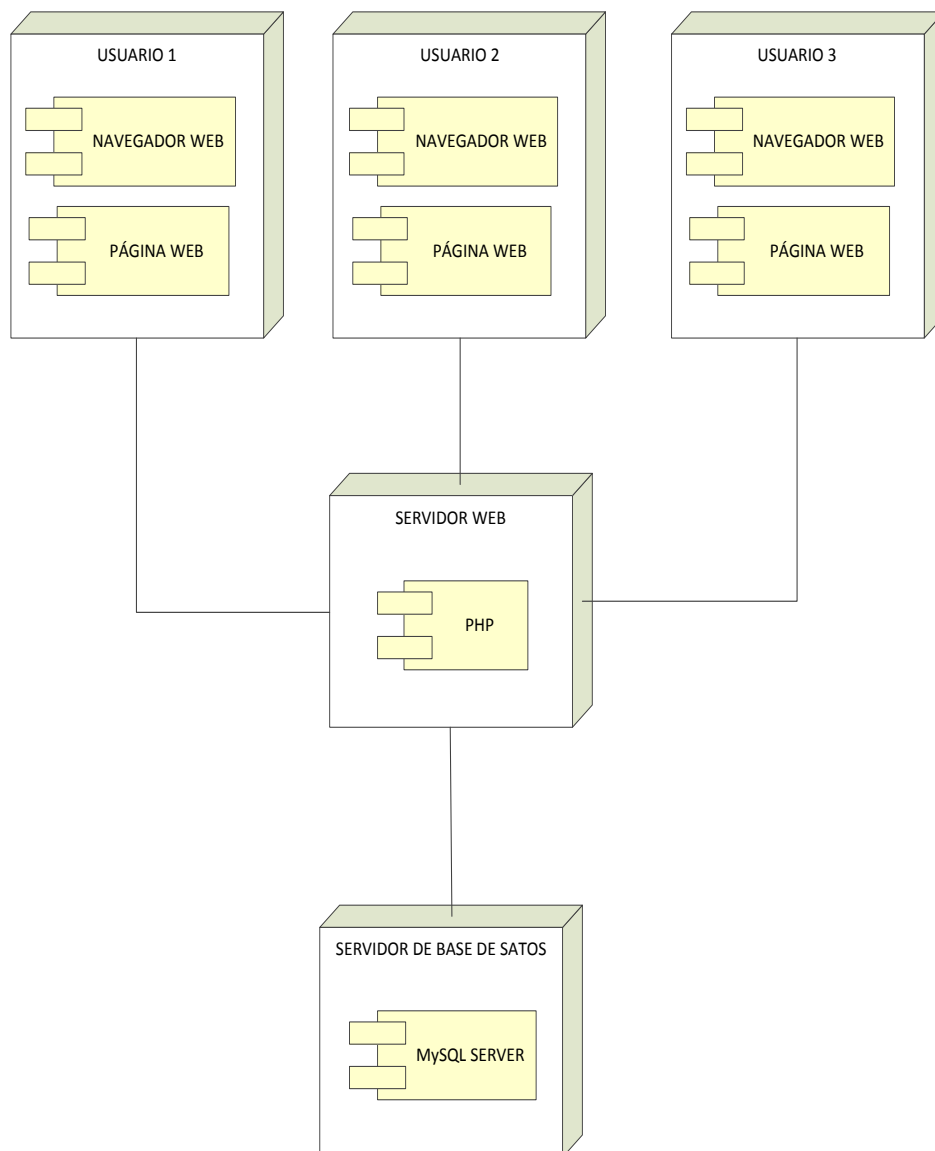 USUARIO 1
NAVEGADOR WEB
PÁGINA WEB
USUARIO 2
NAVEGADOR WEB
PÁGINA WEB
USUARIO 3
NAVEGADOR WEB
PÁGINA WEB
SERVIDOR WEB
PHP
SERVIDOR DE BASE DE SATOS
MySQL SERVER